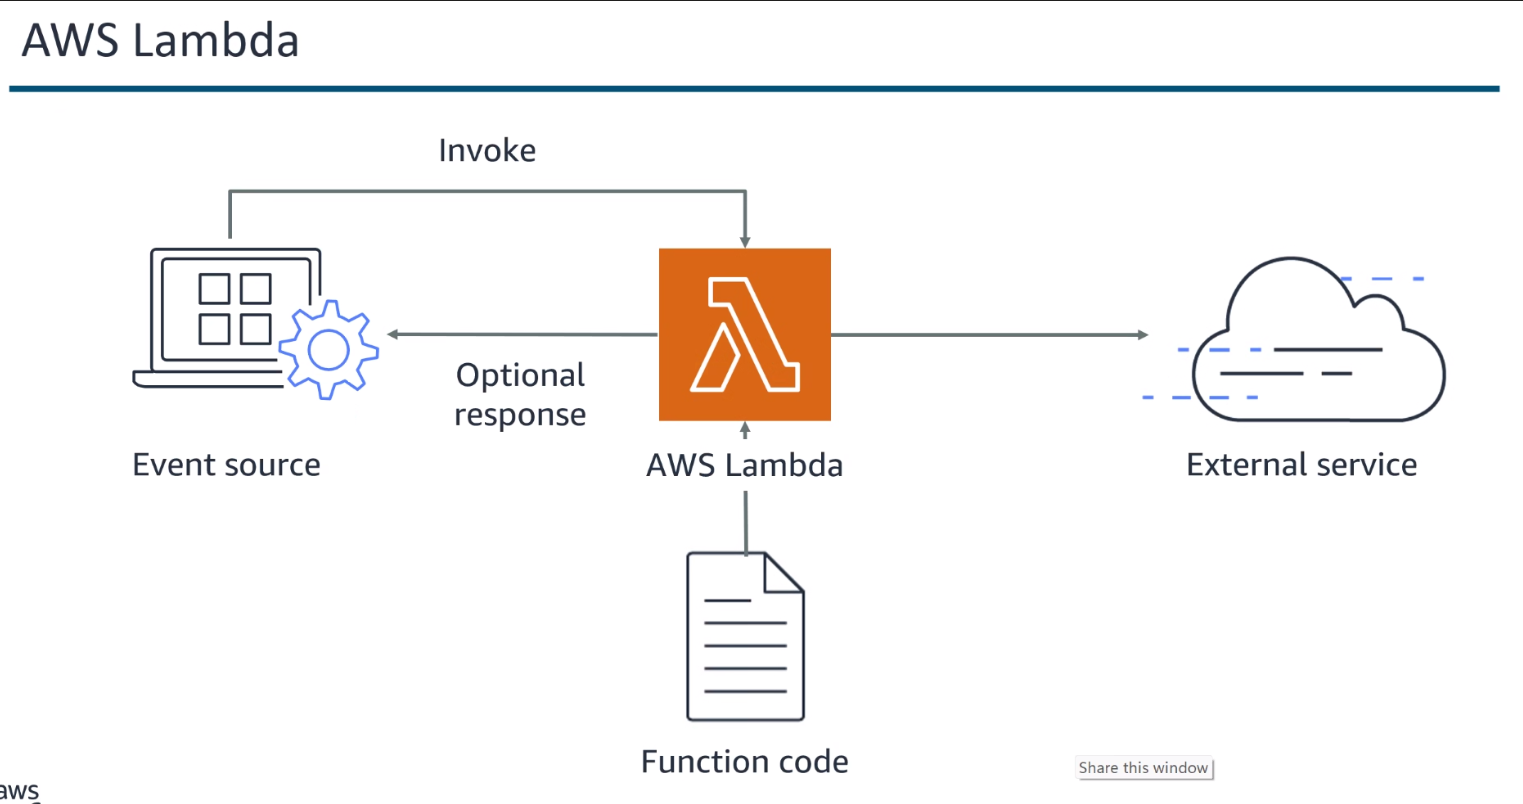 AWS Lambda
Invoke
Optional
response
Event source
AWS Lambda
External service
Function code
Share this window
aws